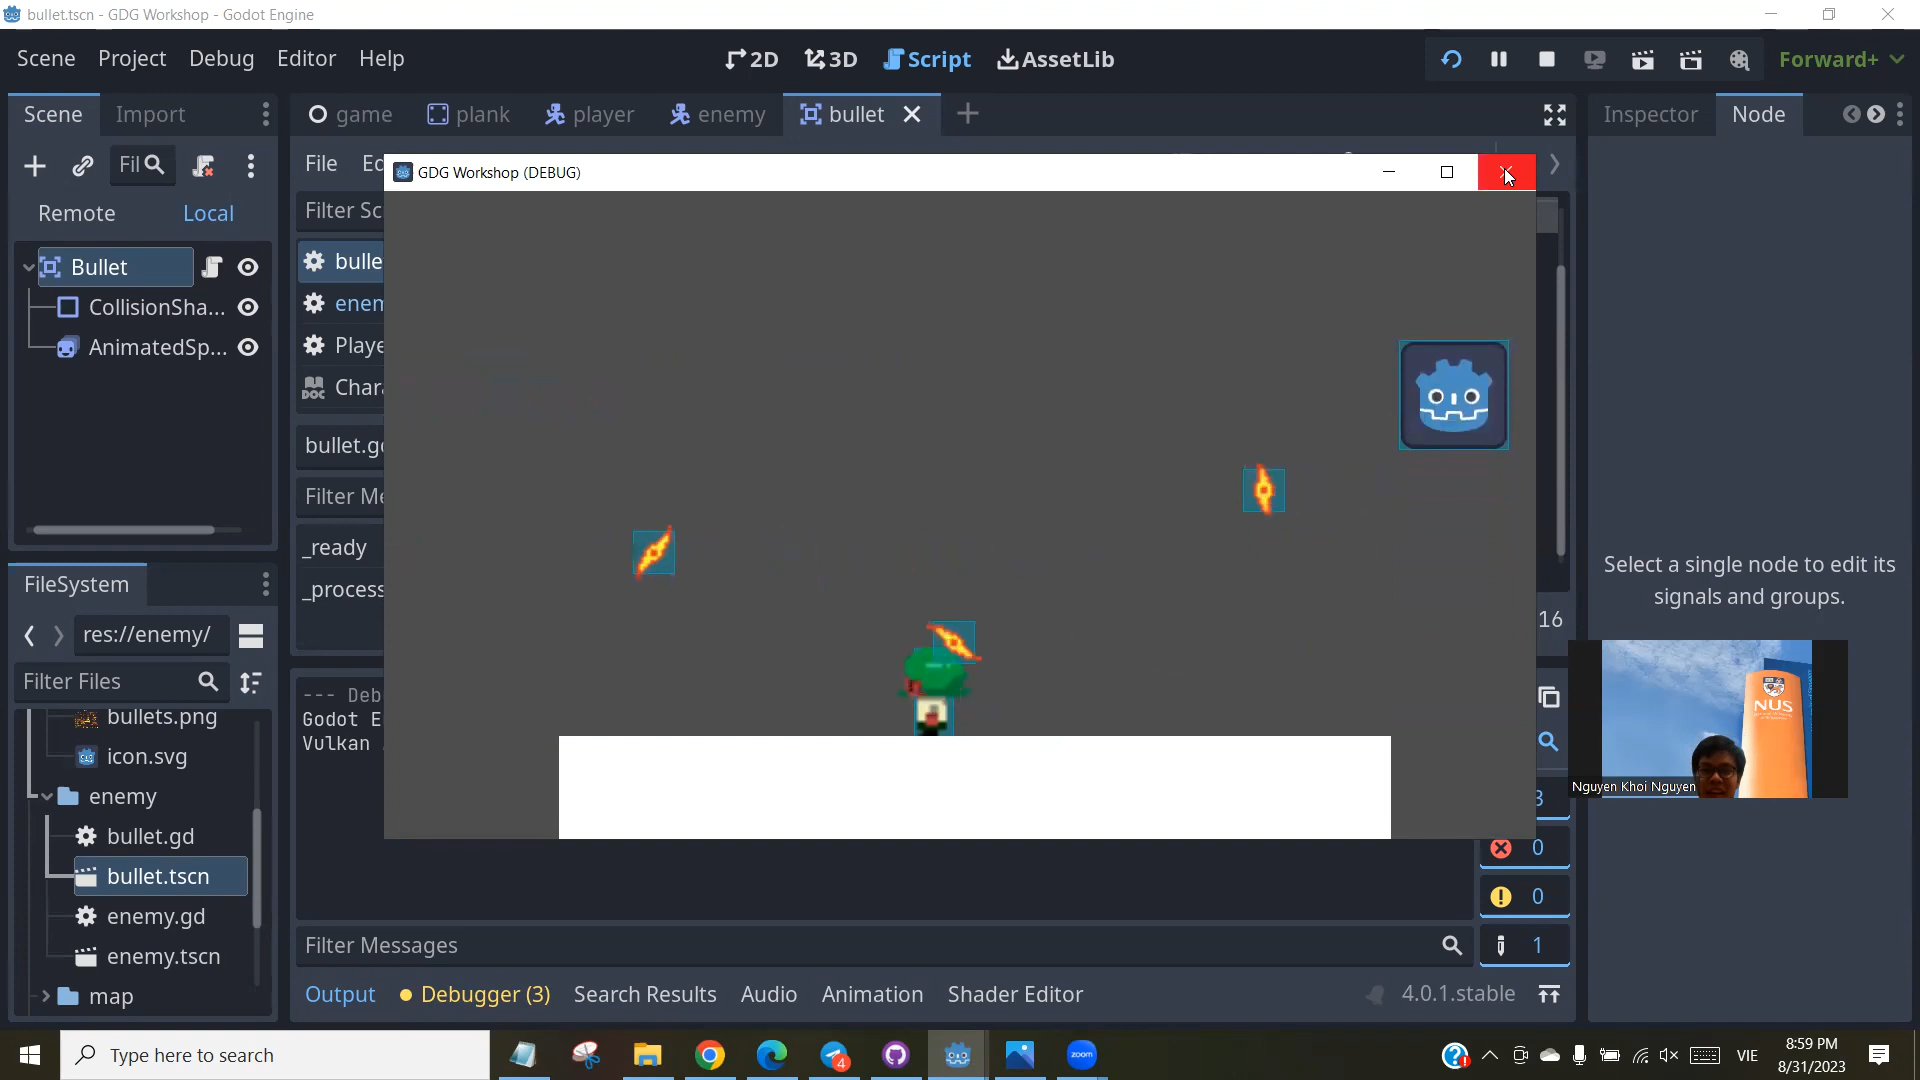 bullet.tscn - GDG Workshop - Godot Engine
Scene Project Debug Editor Help
2D 3D Script AssetLib
Forward+
Scene Import
game plank player enemy bullet
Inspector Node
Fil
File Ed
GDG Workshop (DEBUG)
Remote Local
Filter Sc
Bullet
bulle
CollisionSha...
enem
AnimatedSp...
Playe
DOC Chara
bullet.g
Filter Me
_ready
_process
Select a single node to edit its
signals and groups.
FileSystem
res://enemy/
16
Filter Files
--- Deb
Godot E
Vulkan
bullets.png
icon.svg
enemy
bullet.gd
bullet.tscn
enemy.gd
enemy.tscn
map
NUS
Nguyen Khoi Nguyen
3
0
0
1
Filter Messages
Output Debugger (3) Search Results Audio Animation Shader Editor
4.0.1.stable
Type here to search
4
zoom
VIE
8:59 PM
8/31/2023